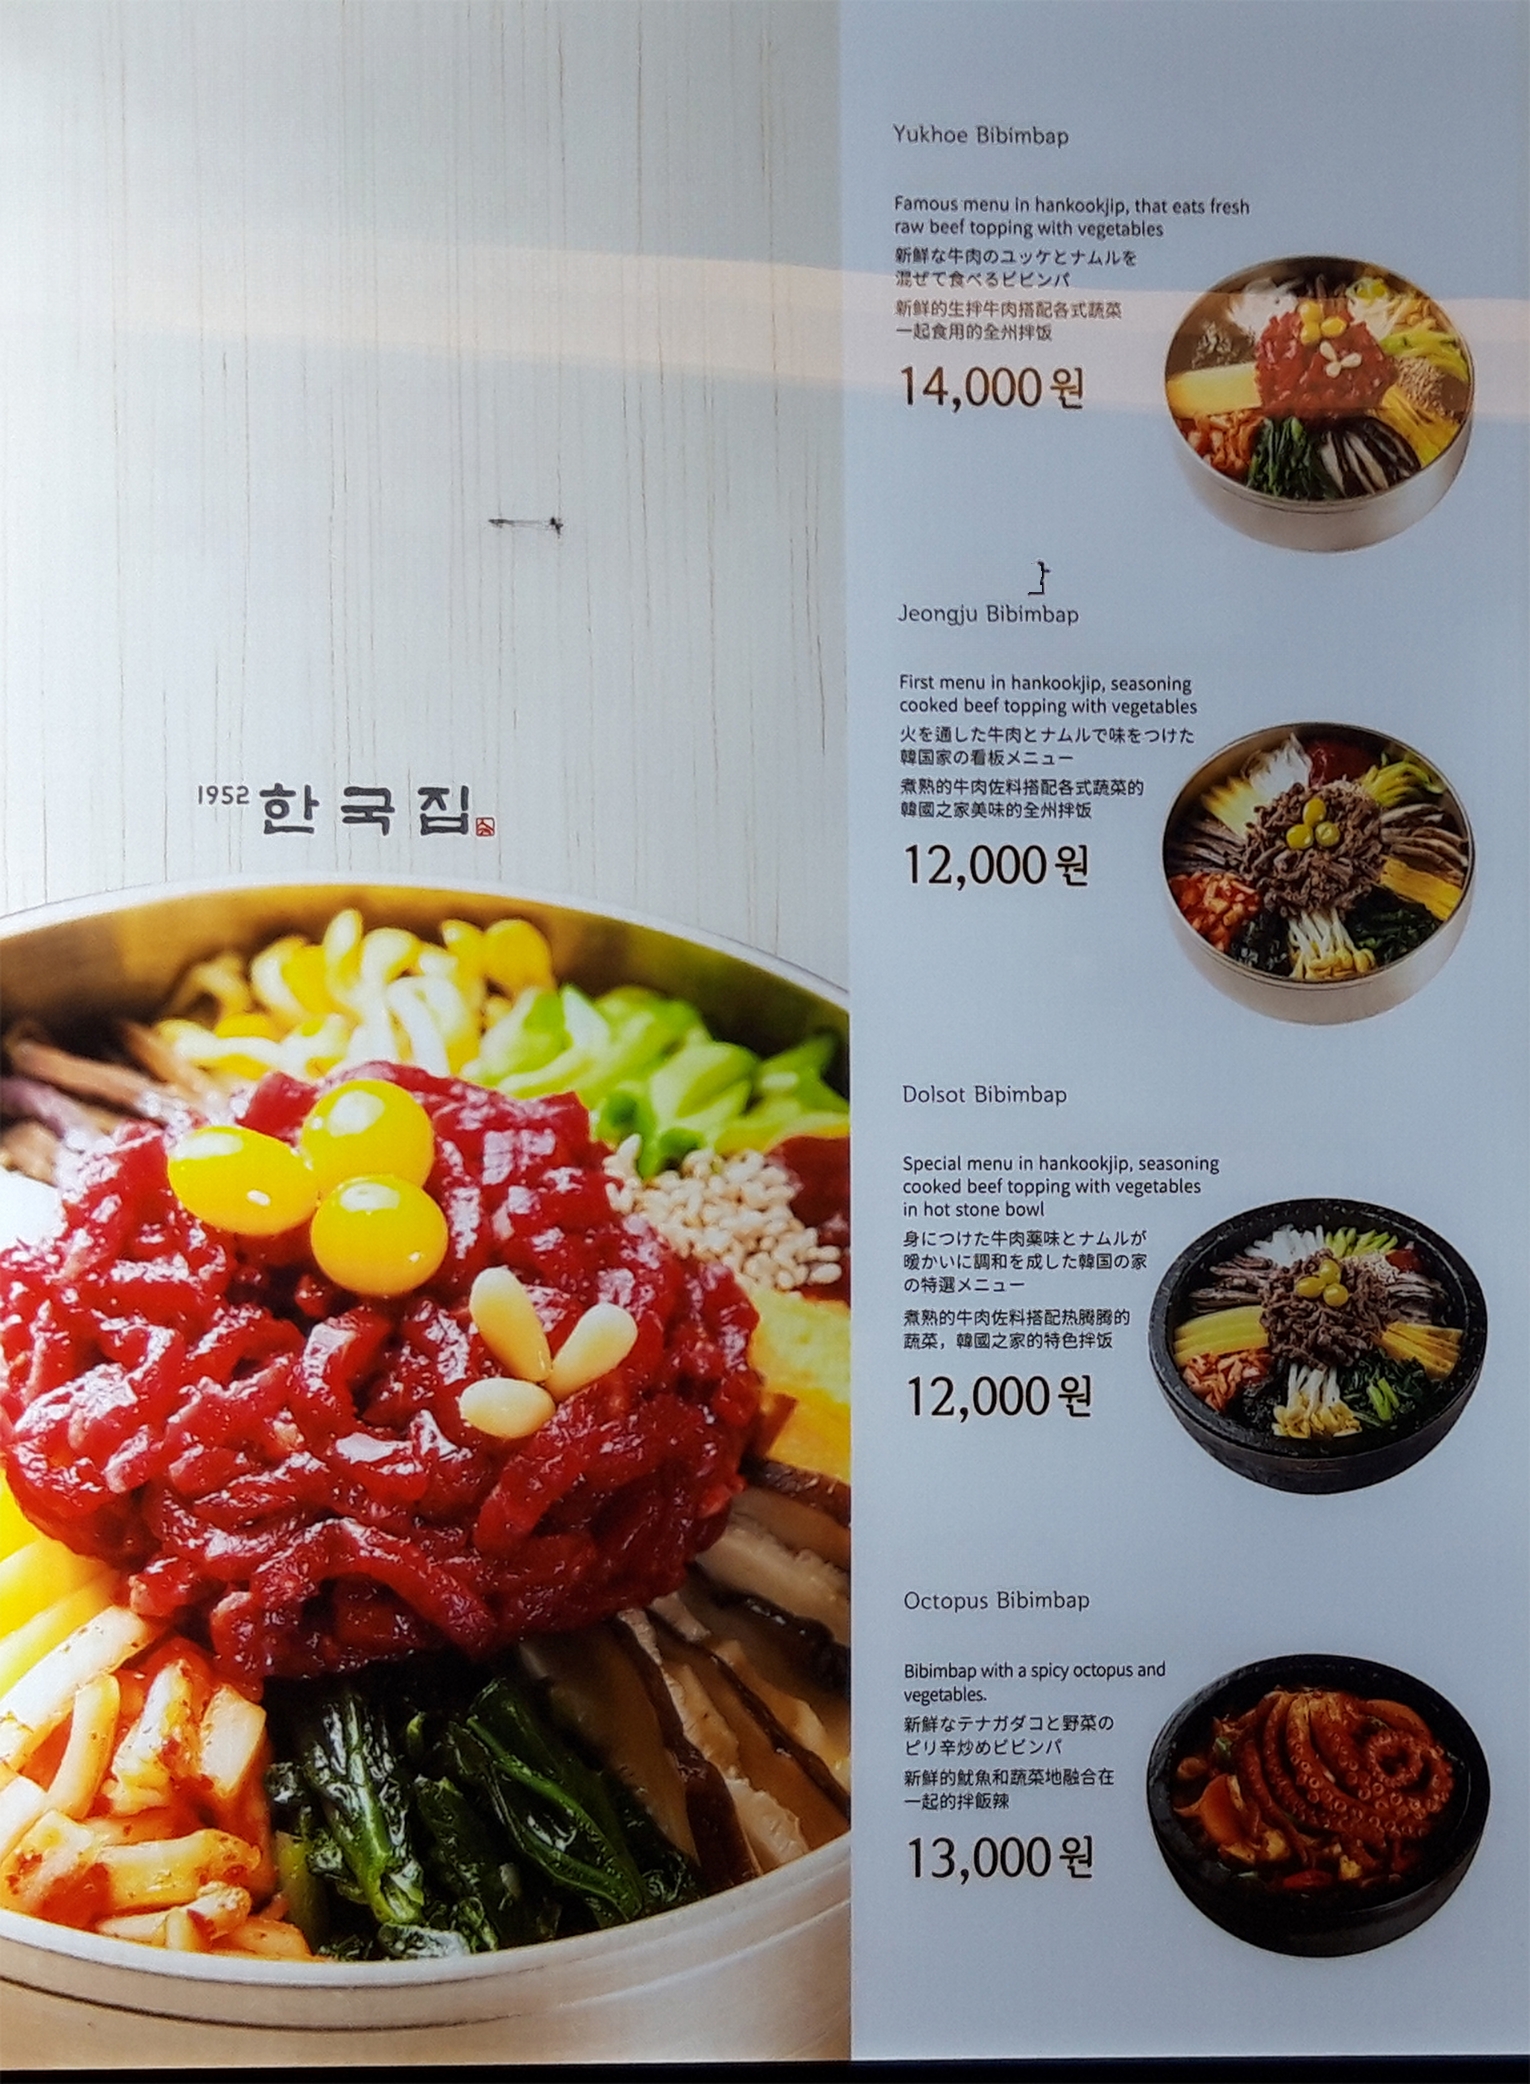 1952 한국집
Yukhoe Bibimbap
Famous menu in hankookjip, that eats fresh
raw beef topping with vegetables
新鮮な牛肉のユッケとナムルを
混ぜて食べるビビンパ
新鲜的生拌牛肉搭配各式蔬菜
一起食用的全州拌饭
14,000원
Jeongju Bibimbap
First menu in hankookjip, seasoning
cooked beef topping with vegetables
火を通した牛肉とナムルで味をつけた
韓国家の看板メニュー
煮熟的牛肉佐料搭配各式蔬菜的
韓國之家美味的全州拌饭
12,000원
Dolsot Bibimbap
Special menu in hankookjip, seasoning
cooked beef topping with vegetables
in hot stone bowl
身につけた牛肉薬味とナムルが
暖かいに調和を成した韓国の家
の特選メニュー
煮熟的牛肉佐料搭配热腾腾的
蔬菜，韓國之家的特色拌饭
12,000원
Octopus Bibimbap
Bibimbap with a spicy octopus and
vegetables.
新鮮なテナガダコと野菜の
ピリ辛炒めビビンパ
新鲜的魷魚和蔬菜地融合在
一起的拌飯辣
13,000원